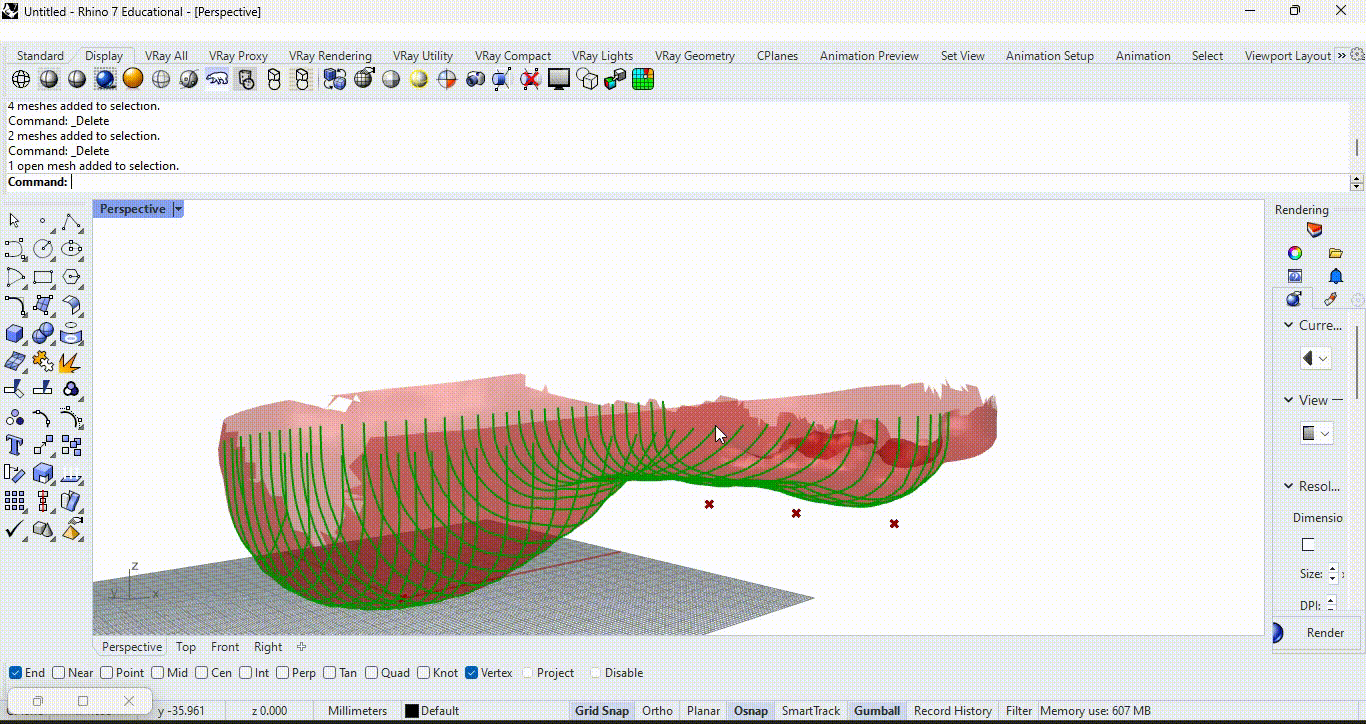 Untitled - Rhino 7 Educational - [Perspective]
Standard Display VRay All VRay Proxy VRay Rendering VRay Utility VRay Compact VRay Lights VRay Geometry CPlanes Animation Preview Set View Animation Setup Animation Select Viewport Layout »
4 meshes added to selection.
Command: _Delete
2 meshes added to selection.
Command: _Delete
1 open mesh added to selection.
Command:
Perspective
Rendering
Curre...
View
Resol...
Dimensio
Size:
DPI:
Render
z
y
x
Perspective Top Front Right
End Near Point Mid Cen Int Perp Tan Quad Knot Vertex Project Disable
y -35.961 z 0.000 Millimeters Default Grid Snap Ortho Planar Osnap SmartTrack Gumball Record History Filter Memory use: 607 MB